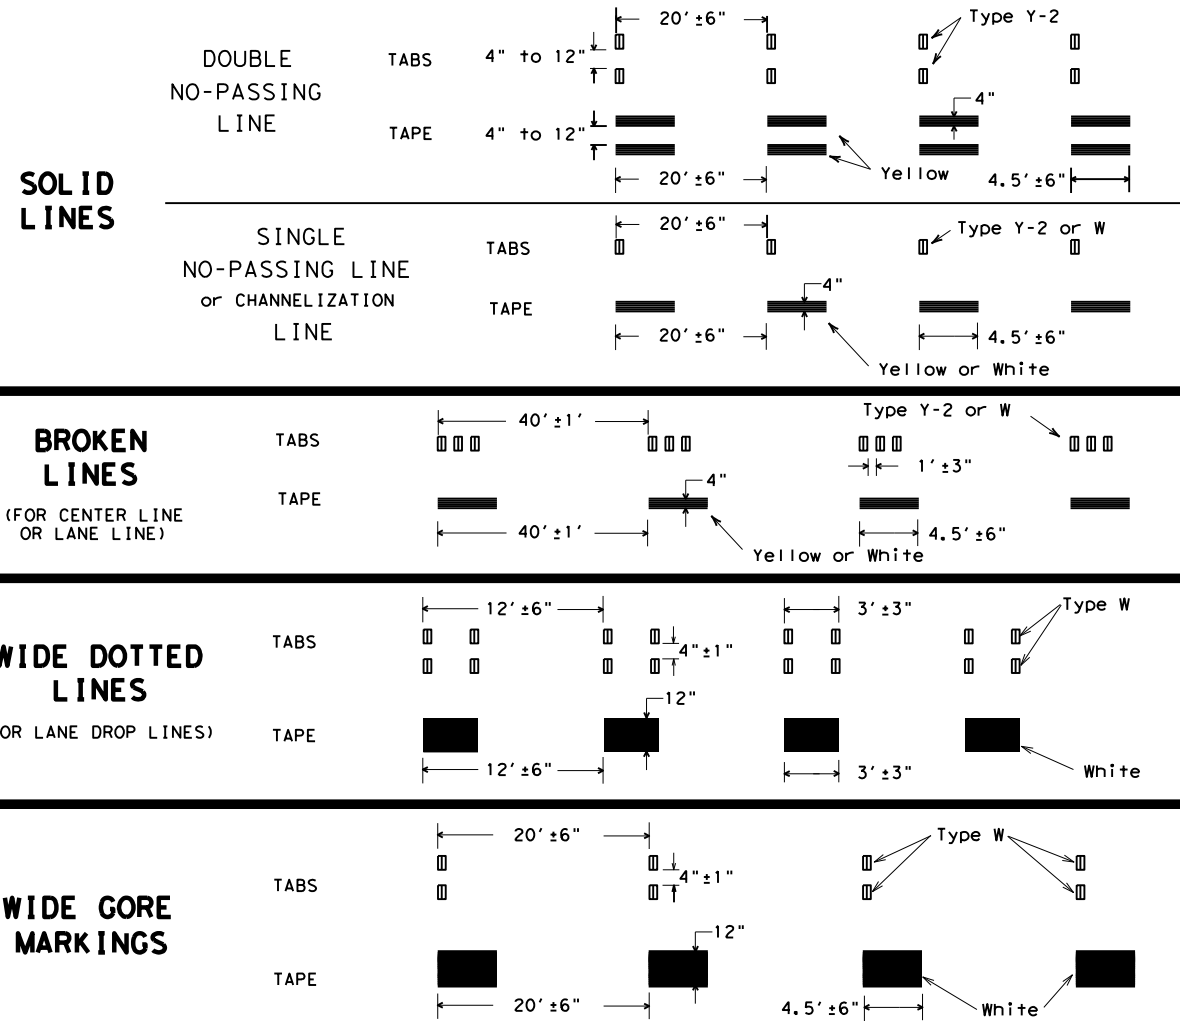 SOLID
LINES
DOUBLE
NO-PASSING
LINE
TABS
4" to 12"
20'±6"
Type Y-2
TAPE
4" to 12"
4"
Yellow
20'±6"
4.5'±6"
SINGLE
NO-PASSING LINE
or CHANNELIZATION
LINE
TABS
20'±6"
Type Y-2 or W
TAPE
4"
20'±6"
4.5'±6"
Yellow or White
BROKEN
LINES
(FOR CENTER LINE
OR LANE LINE)
TABS
40'±1'
Type Y-2 or W
1'±3"
TAPE
4"
40'±1'
4.5'±6"
Yellow or White
WIDE DOTTED
LINES
OR LANE DROP LINES)
TABS
12'±6"
3'±3"
Type W
4"±1"
TAPE
12"
12'±6"
3'±3"
White
WIDE GORE
MARKINGS
TABS
20'±6"
Type W
4"±1"
TAPE
12"
20'±6"
4.5'±6"
White